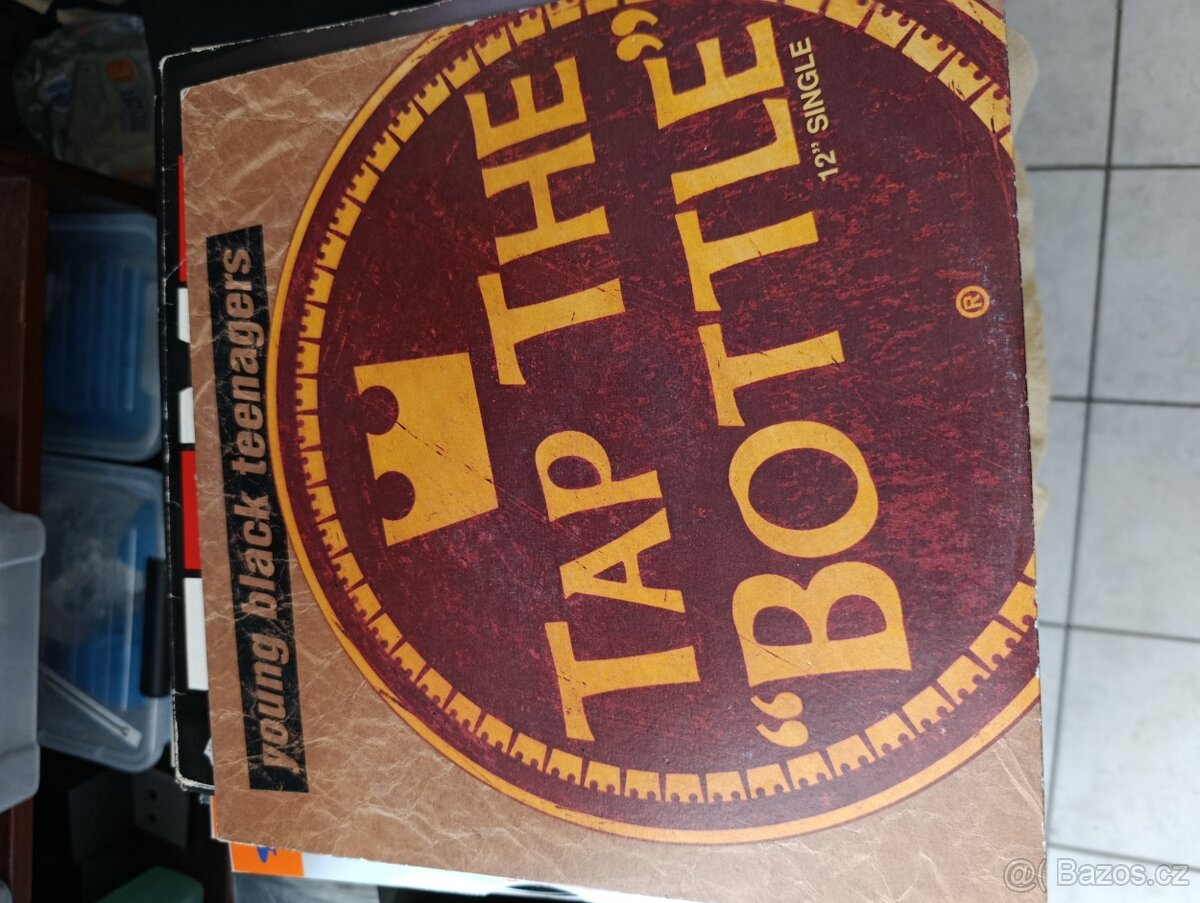 young black teenagers
TAP THE
“BOTTLE”
12” SINGLE
®
@( Bazos.cz